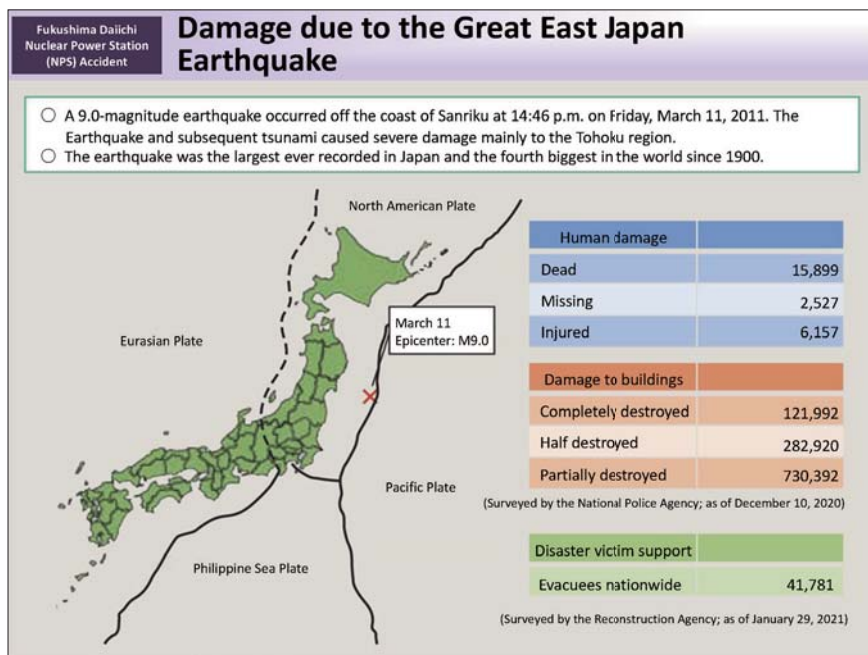 Fukushima Daiichi
Nuclear Power Station
(NPS) Accident
Damage due to the Great East Japan
Earthquake
○ A 9.0-magnitude earthquake occurred off the coast of Sanriku at 14:46 p.m. on Friday, March 11, 2011. The
Earthquake and subsequent tsunami caused severe damage mainly to the Tohoku region.
○ The earthquake was the largest ever recorded in Japan and the fourth biggest in the world since 1900.
North American Plate
Eurasian Plate
March 11
Epicenter: M9.0
Pacific Plate
Philippine Sea Plate
Human damage
Dead 15,899
Missing 2,527
Injured 6,157
Damage to buildings
Completely destroyed 121,992
Half destroyed 282,920
Partially destroyed 730,392
(Surveyed by the National Police Agency; as of December 10, 2020)
Disaster victim support
Evacuees nationwide 41,781
(Surveyed by the Reconstruction Agency; as of January 29, 2021)